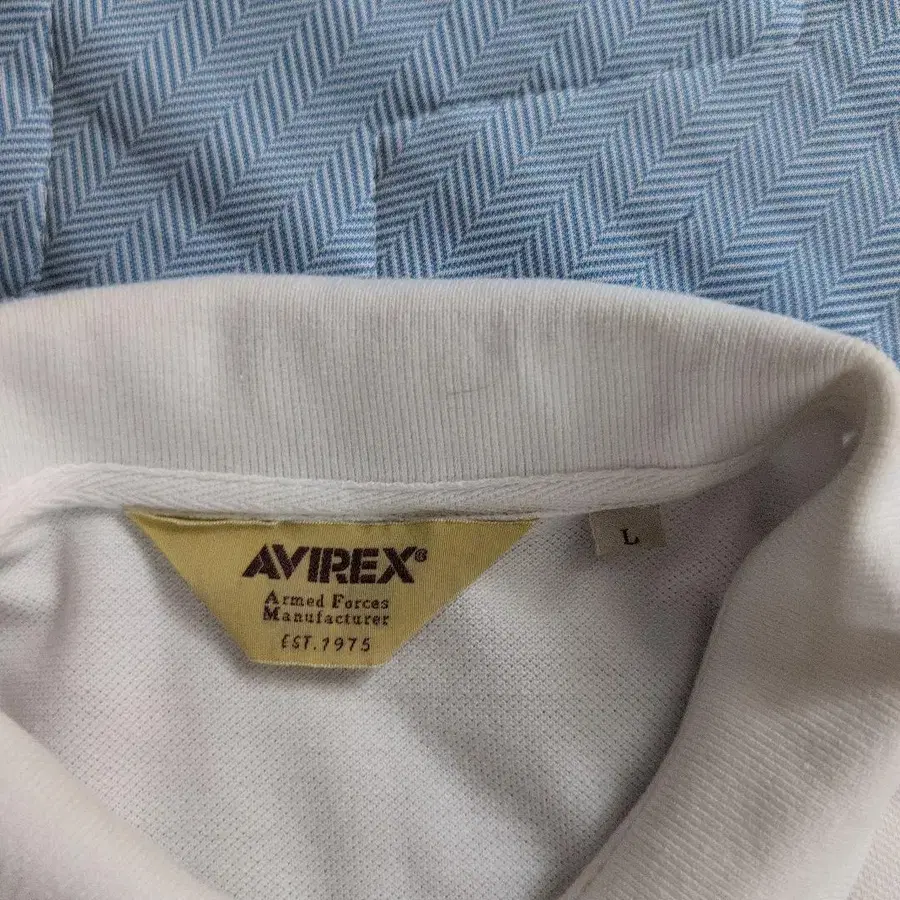 AVIREX®
Armed Forces
Manufacturer
EST.1975
L